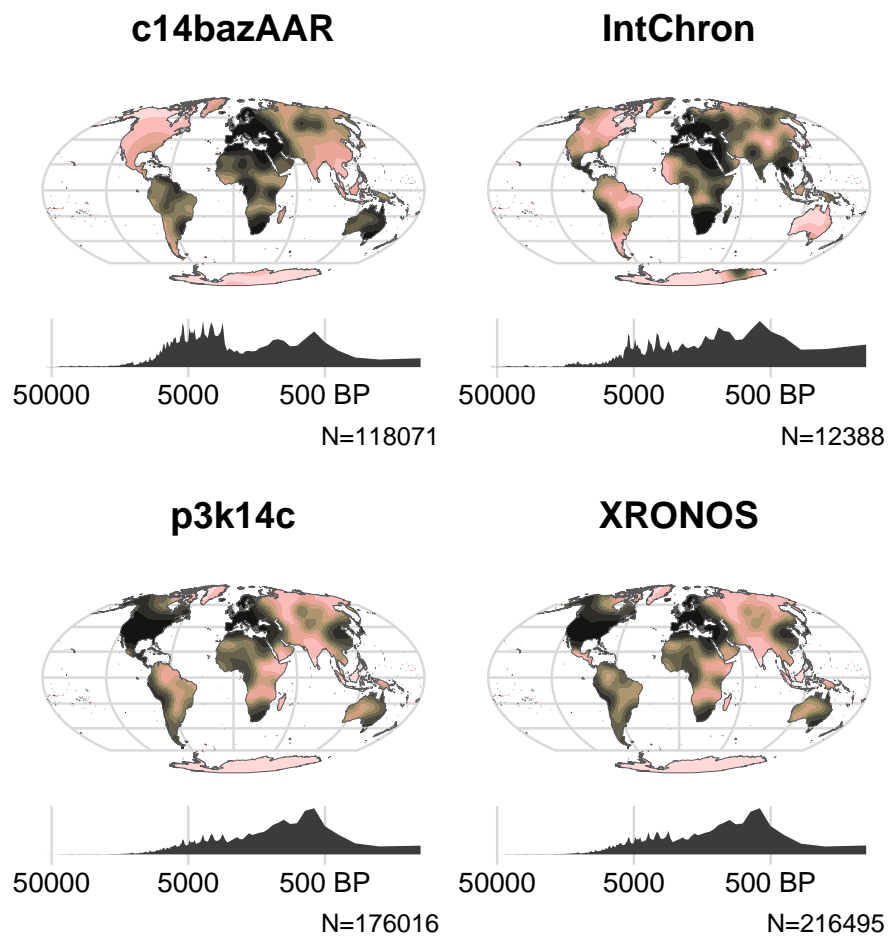 c14bazAAR IntChron
50000 5000 500 BP 50000 5000 500 BP
N=118071 N=12388
p3k14c XRONOS
50000 5000 500 BP 50000 5000 500 BP
N=176016 N=216495